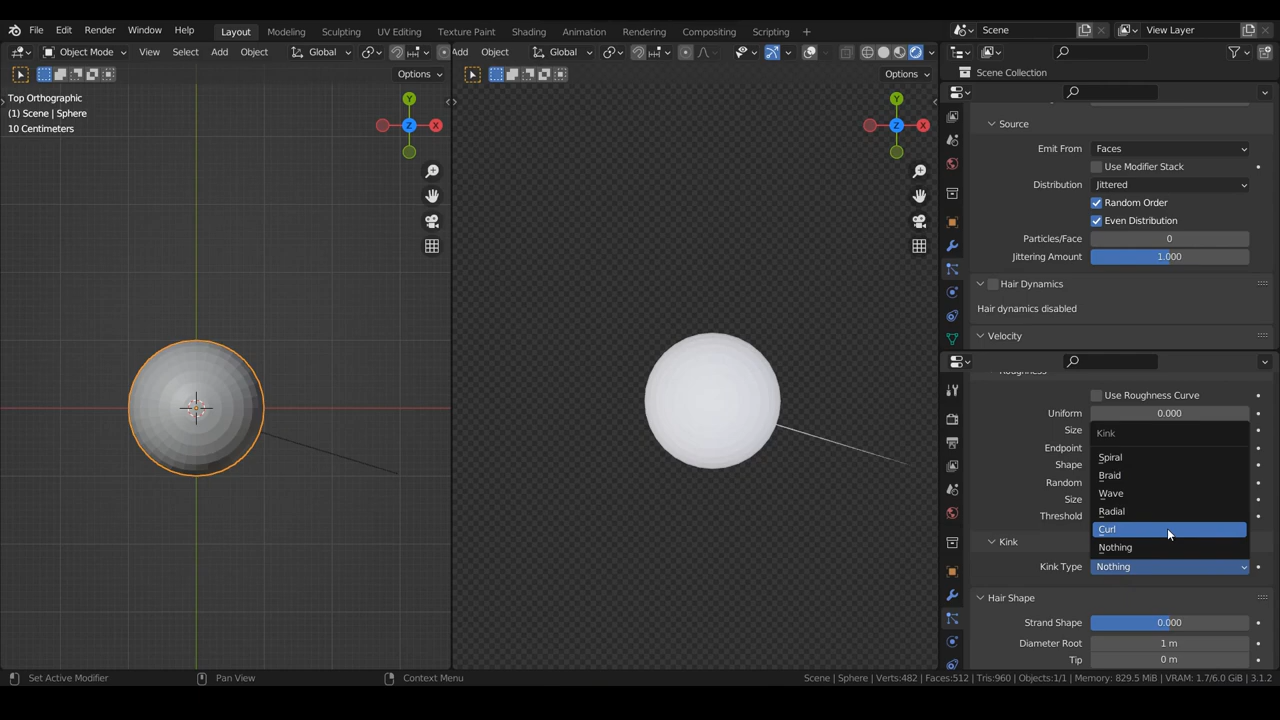 File Edit Render Window Help Layout Modeling Sculpting UV Editing Texture Paint Shading Animation Rendering Compositing Scripting + Scene View Layer
Object Mode View Select Add Object Global Add Object Global
Options Options Scene Collection
Top Orthographic
(1) Scene | Sphere
10 Centimeters
Y
X
Z
Y
X
Z
Source
Emit From Faces
Use Modifier Stack
Distribution Jittered
Random Order
Even Distribution
Particles/Face 0
Jittering Amount 1.000
Hair Dynamics
Hair dynamics disabled
Velocity
Roughness
Use Roughness Curve
Uniform 0.000
Size
Kink
Endpoint
Spiral
Shape
Braid
Random
Wave
Size
Radial
Threshold
Curl
Kink
Nothing
Kink Type Nothing
Hair Shape
Strand Shape 0.000
Diameter Root 1 m
Tip 0 m
Set Active Modifier Pan View Context Menu Scene | Sphere | Verts:482 | Faces:512 | Tris:960 | Objects:1/1 | Memory: 829.5 MiB | VRAM: 1.7/6.0 GiB | 3.1.2